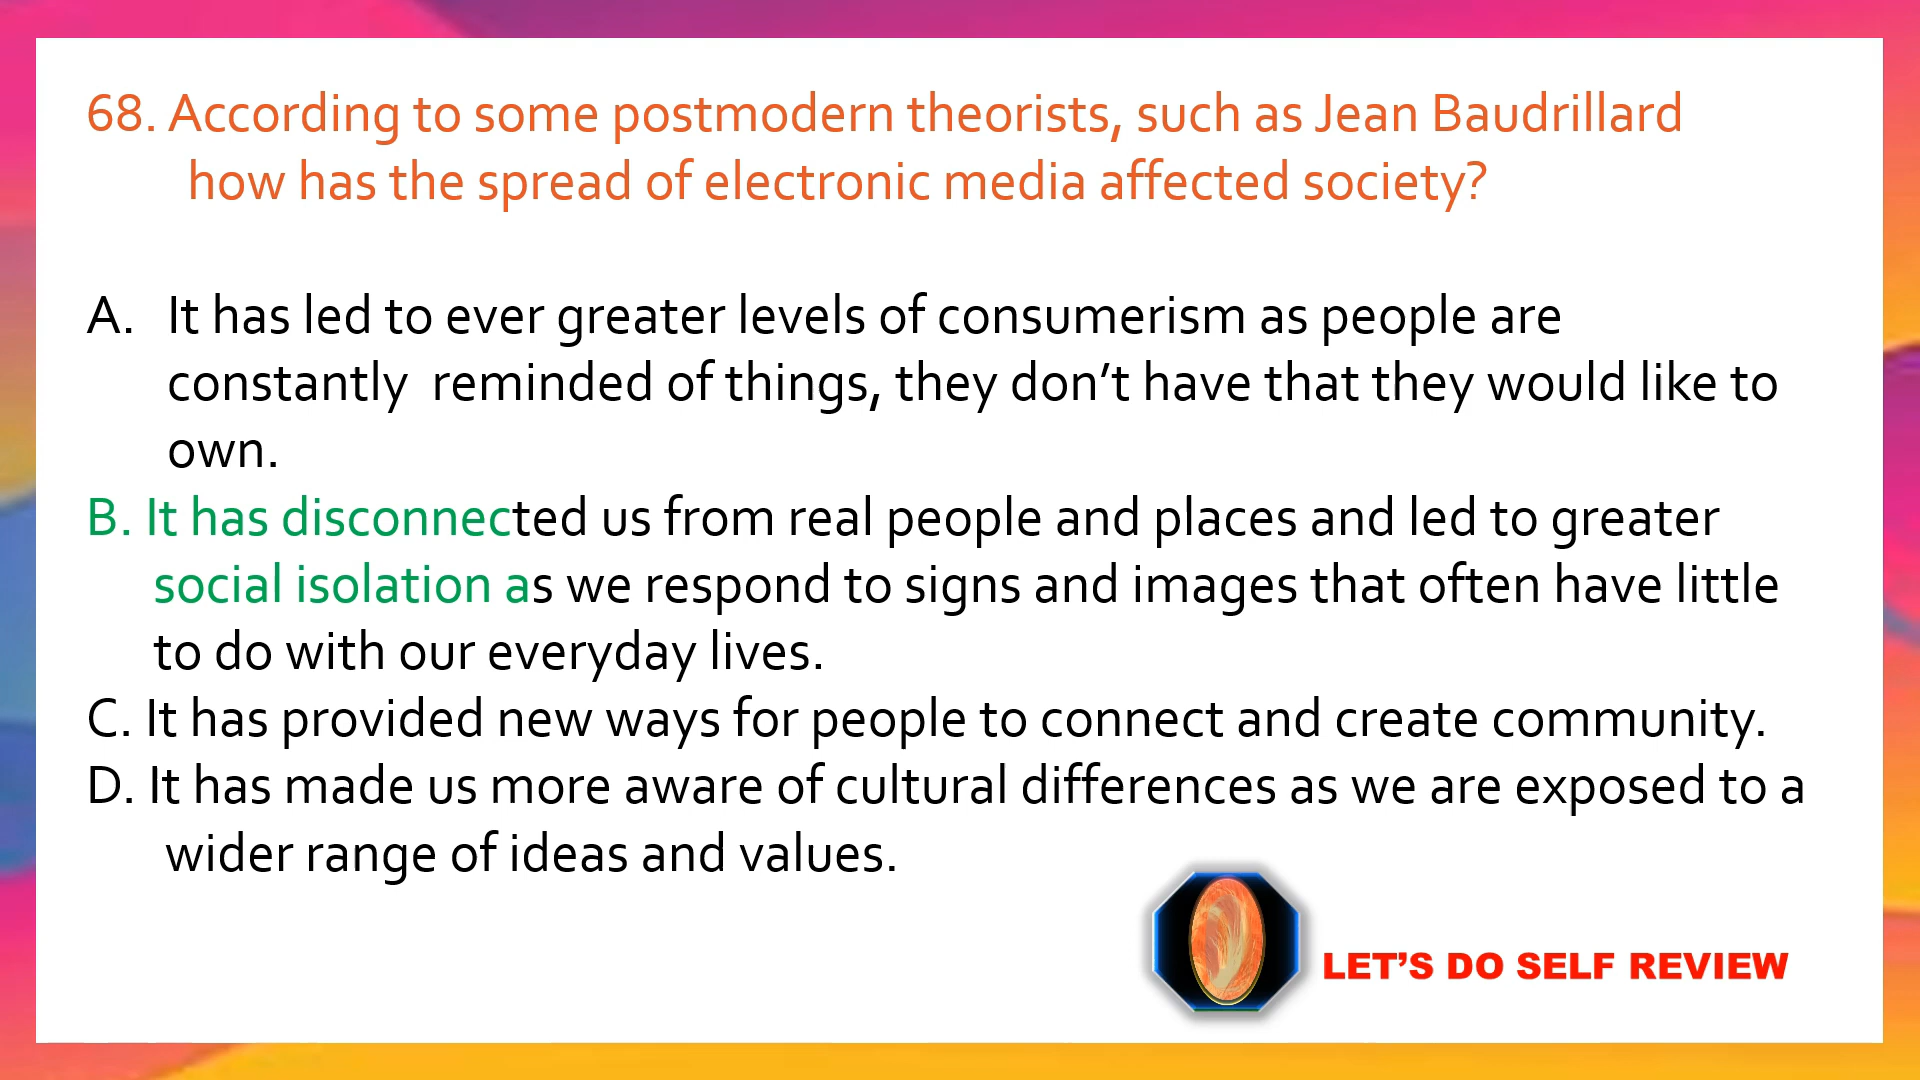 68. According to some postmodern theorists, such as Jean Baudrillard
how has the spread of electronic media affected society?
A. It has led to ever greater levels of consumerism as people are
constantly reminded of things, they don’t have that they would like to
own.
B. It has disconnected us from real people and places and led to greater
social isolation as we respond to signs and images that often have little
to do with our everyday lives.
C. It has provided new ways for people to connect and create community.
D. It has made us more aware of cultural differences as we are exposed to a
wider range of ideas and values.
LET’S DO SELF REVIEW